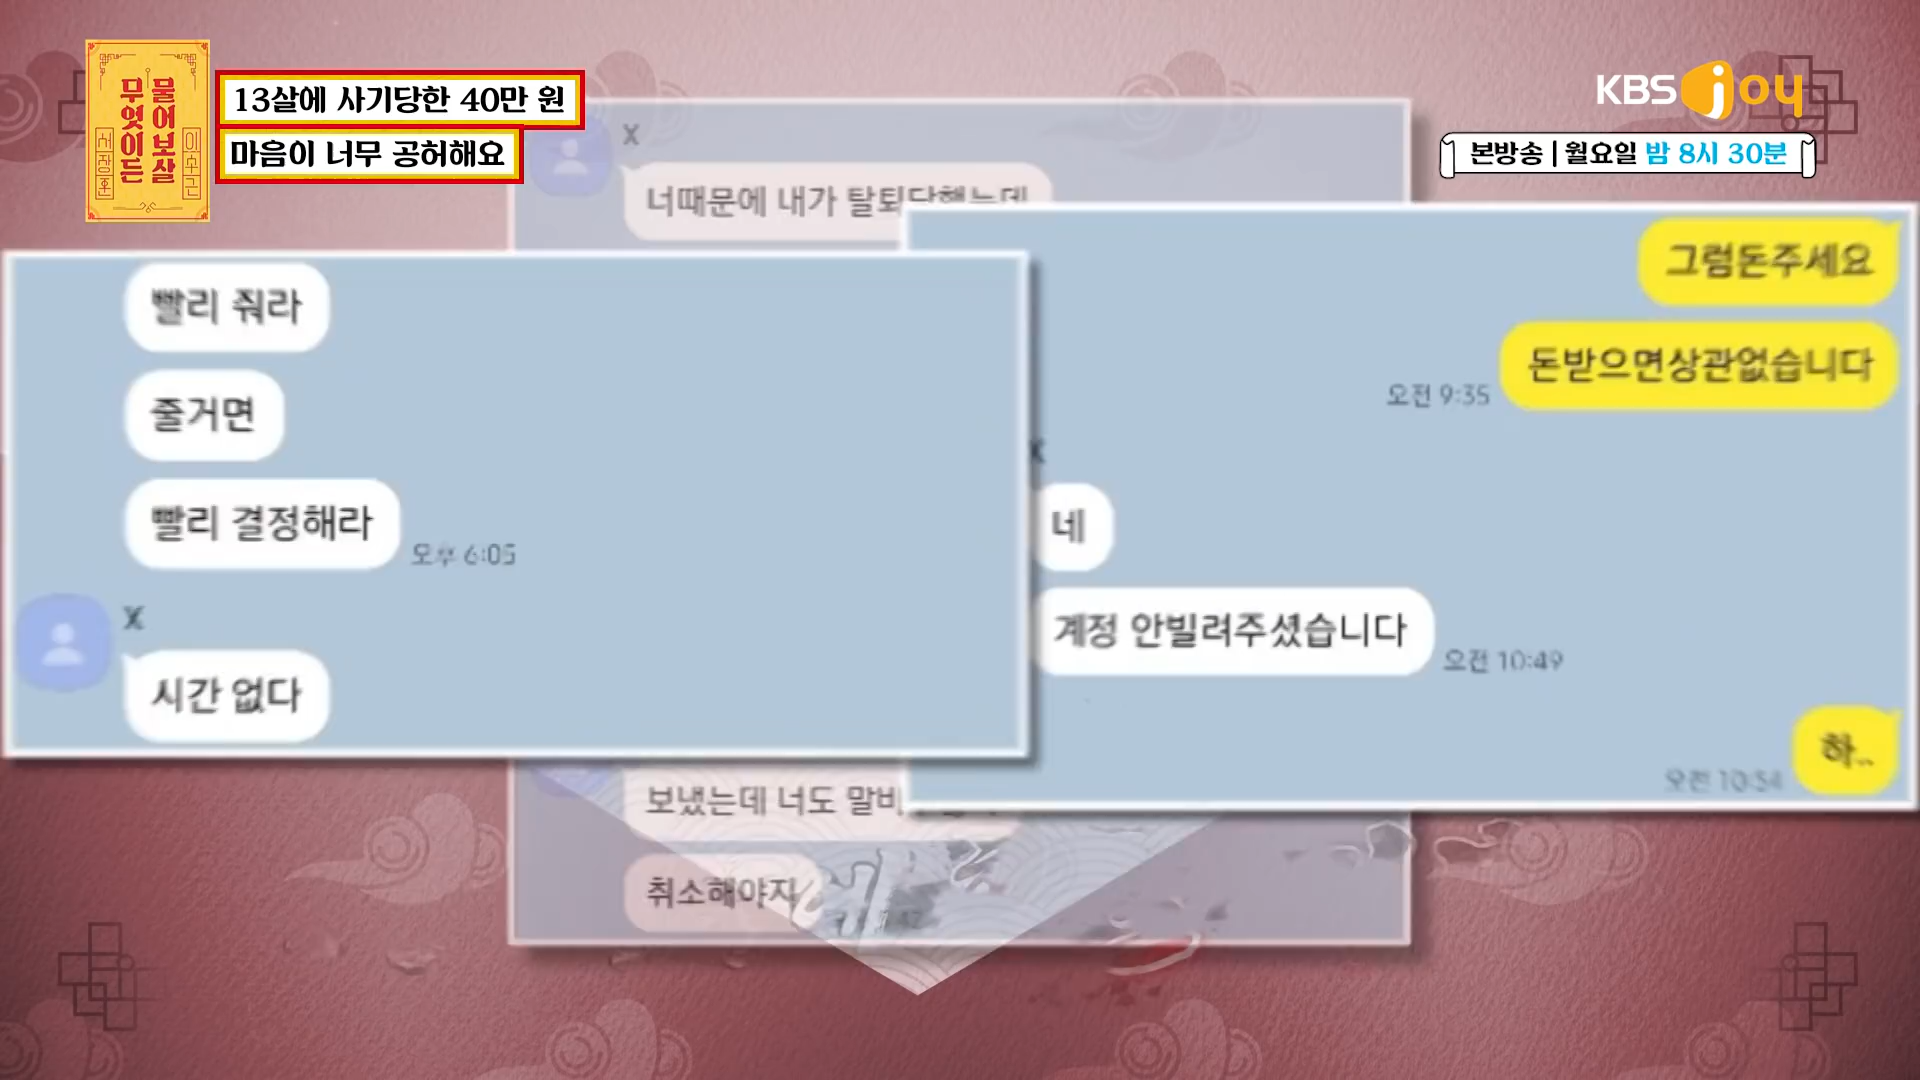 무엇이든
물어보살
서장훈
이수근
13살에 사기당한 40만 원
마음이 너무 공허해요
KBS joy
본방송 | 월요일 밤 8시 30분
X
너때문에 내가 탈퇴당했는데
빨리 줘라
줄거면
빨리 결정해라
오후 6:05
X
시간 없다
그럼돈주세요
돈받으면상관없습니다
오전 9:35
X
네
계정 안빌려주셨습니다
오전 10:49
하..
오전 10:54
보냈는데 너도
취소해야지